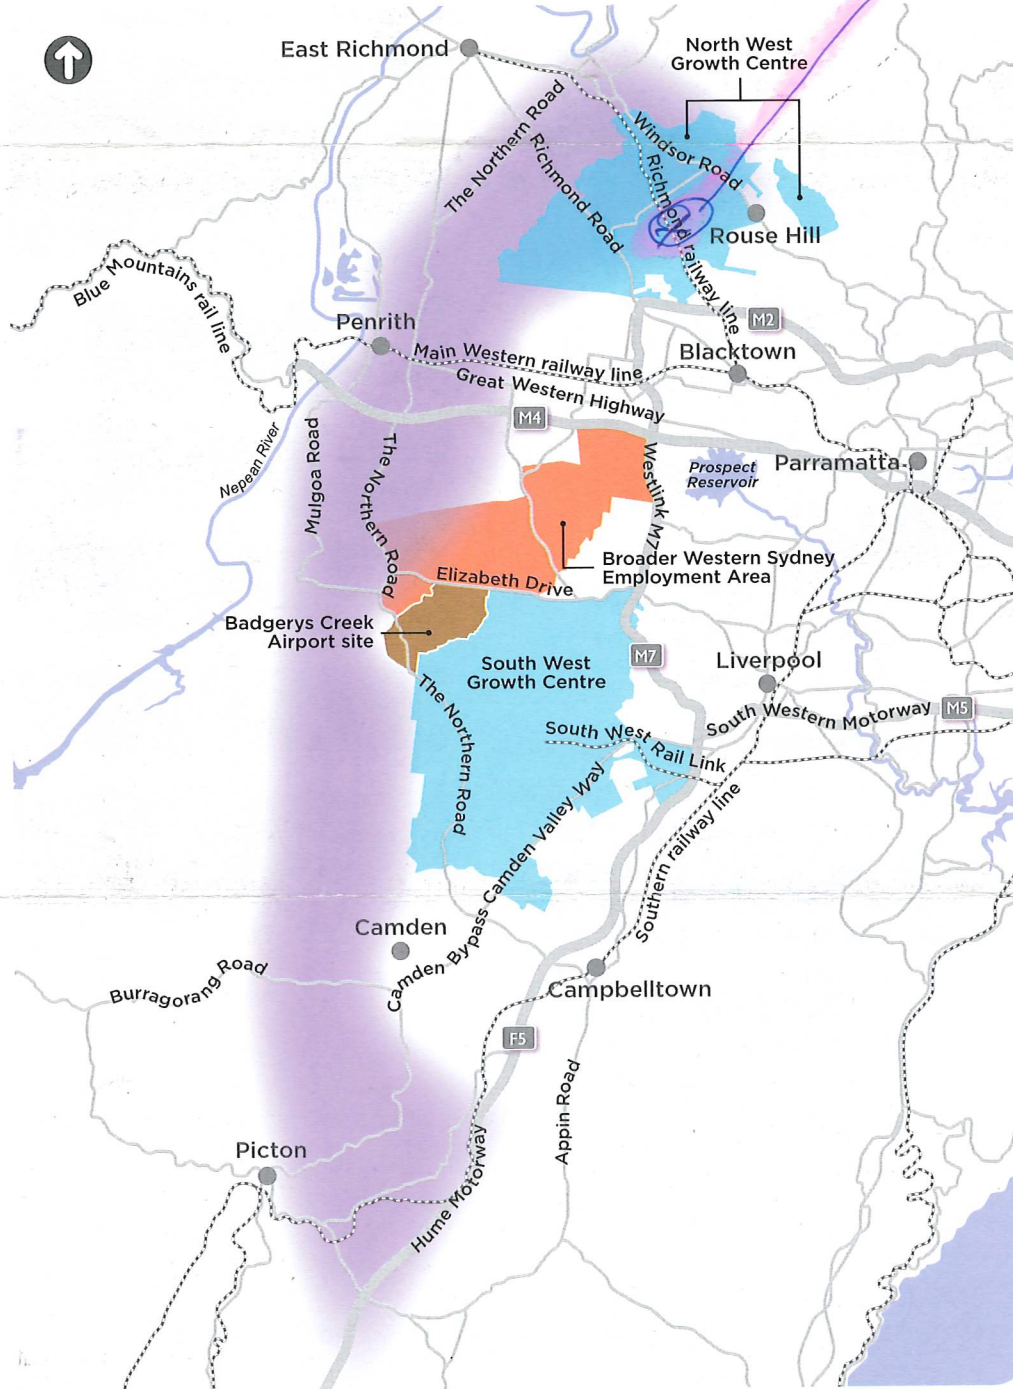 East Richmond
North West
Growth Centre
The Northern Road
Windsor Road
Richmond Road
Richmond railway line
Rouse Hill
Blue Mountains rail line
Penrith
M2
Main Western railway line
Blacktown
Great Western Highway
M4
Nepean River
Mulgoa Road
The Northern Road
Westlink M7
Prospect
Reservoir
Parramatta
Broader Western Sydney
Employment Area
Elizabeth Drive
Badgerys Creek
Airport site
South West
Growth Centre
M7
Liverpool
The Northern Road
South Western Motorway
M5
South West Rail Link
Camden Valley Way
Southern railway line
Camden
Camden Bypass
Burragorang Road
Campbelltown
F5
Appin Road
Picton
Hume Motorway